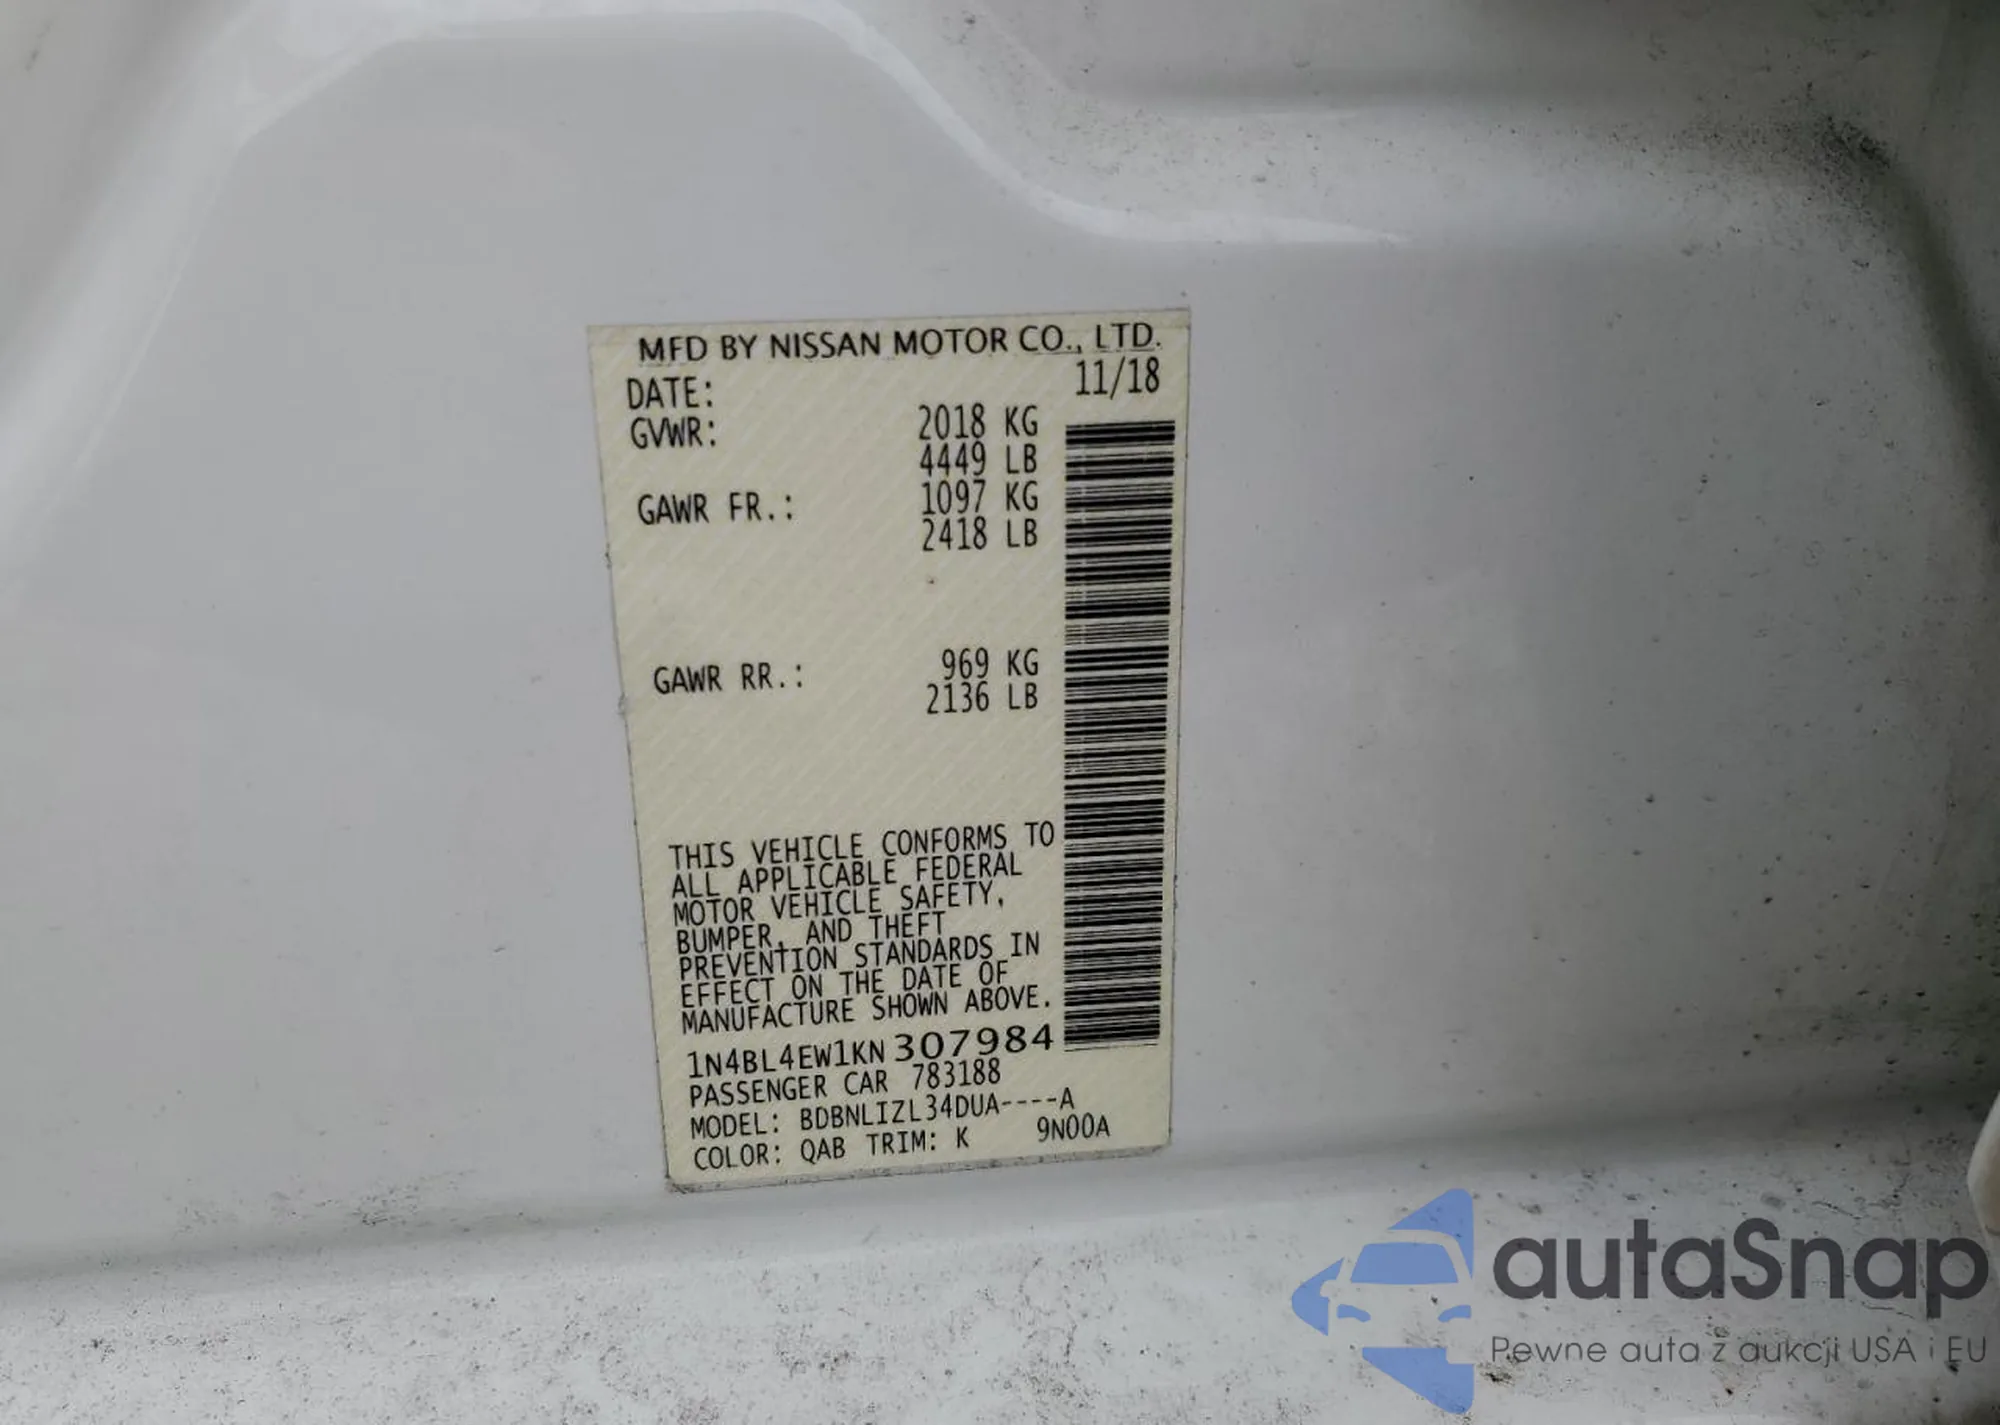 MFD BY NISSAN MOTOR CO., LTD.
DATE: 11/18
GVWR: 2018 KG
4449 LB
GAWR FR.: 1097 KG
2418 LB
GAWR RR.: 969 KG
2136 LB
THIS VEHICLE CONFORMS TO
ALL APPLICABLE FEDERAL
MOTOR VEHICLE SAFETY,
BUMPER, AND THEFT
PREVENTION STANDARDS IN
EFFECT ON THE DATE OF
MANUFACTURE SHOWN ABOVE.
1N4BL4EW1KN307984
PASSENGER CAR 783188
MODEL: BDBNLIZL34DUA----A
COLOR: QAB TRIM: K 9N00A
autaSnap
Pewne auta z aukcji USA i EU